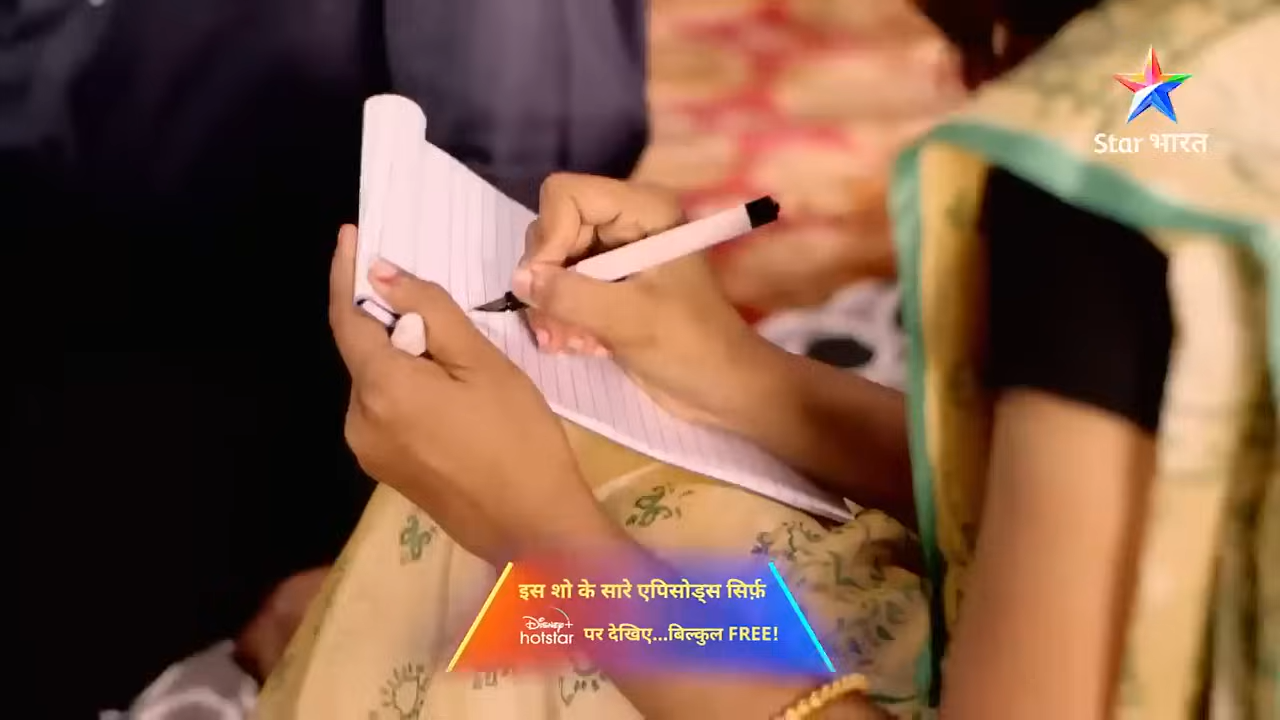 Star भारत
इस शो के सारे एपिसोड्स सिर्फ़
Disney+
hotstar पर देखिए...बिल्कुल FREE!